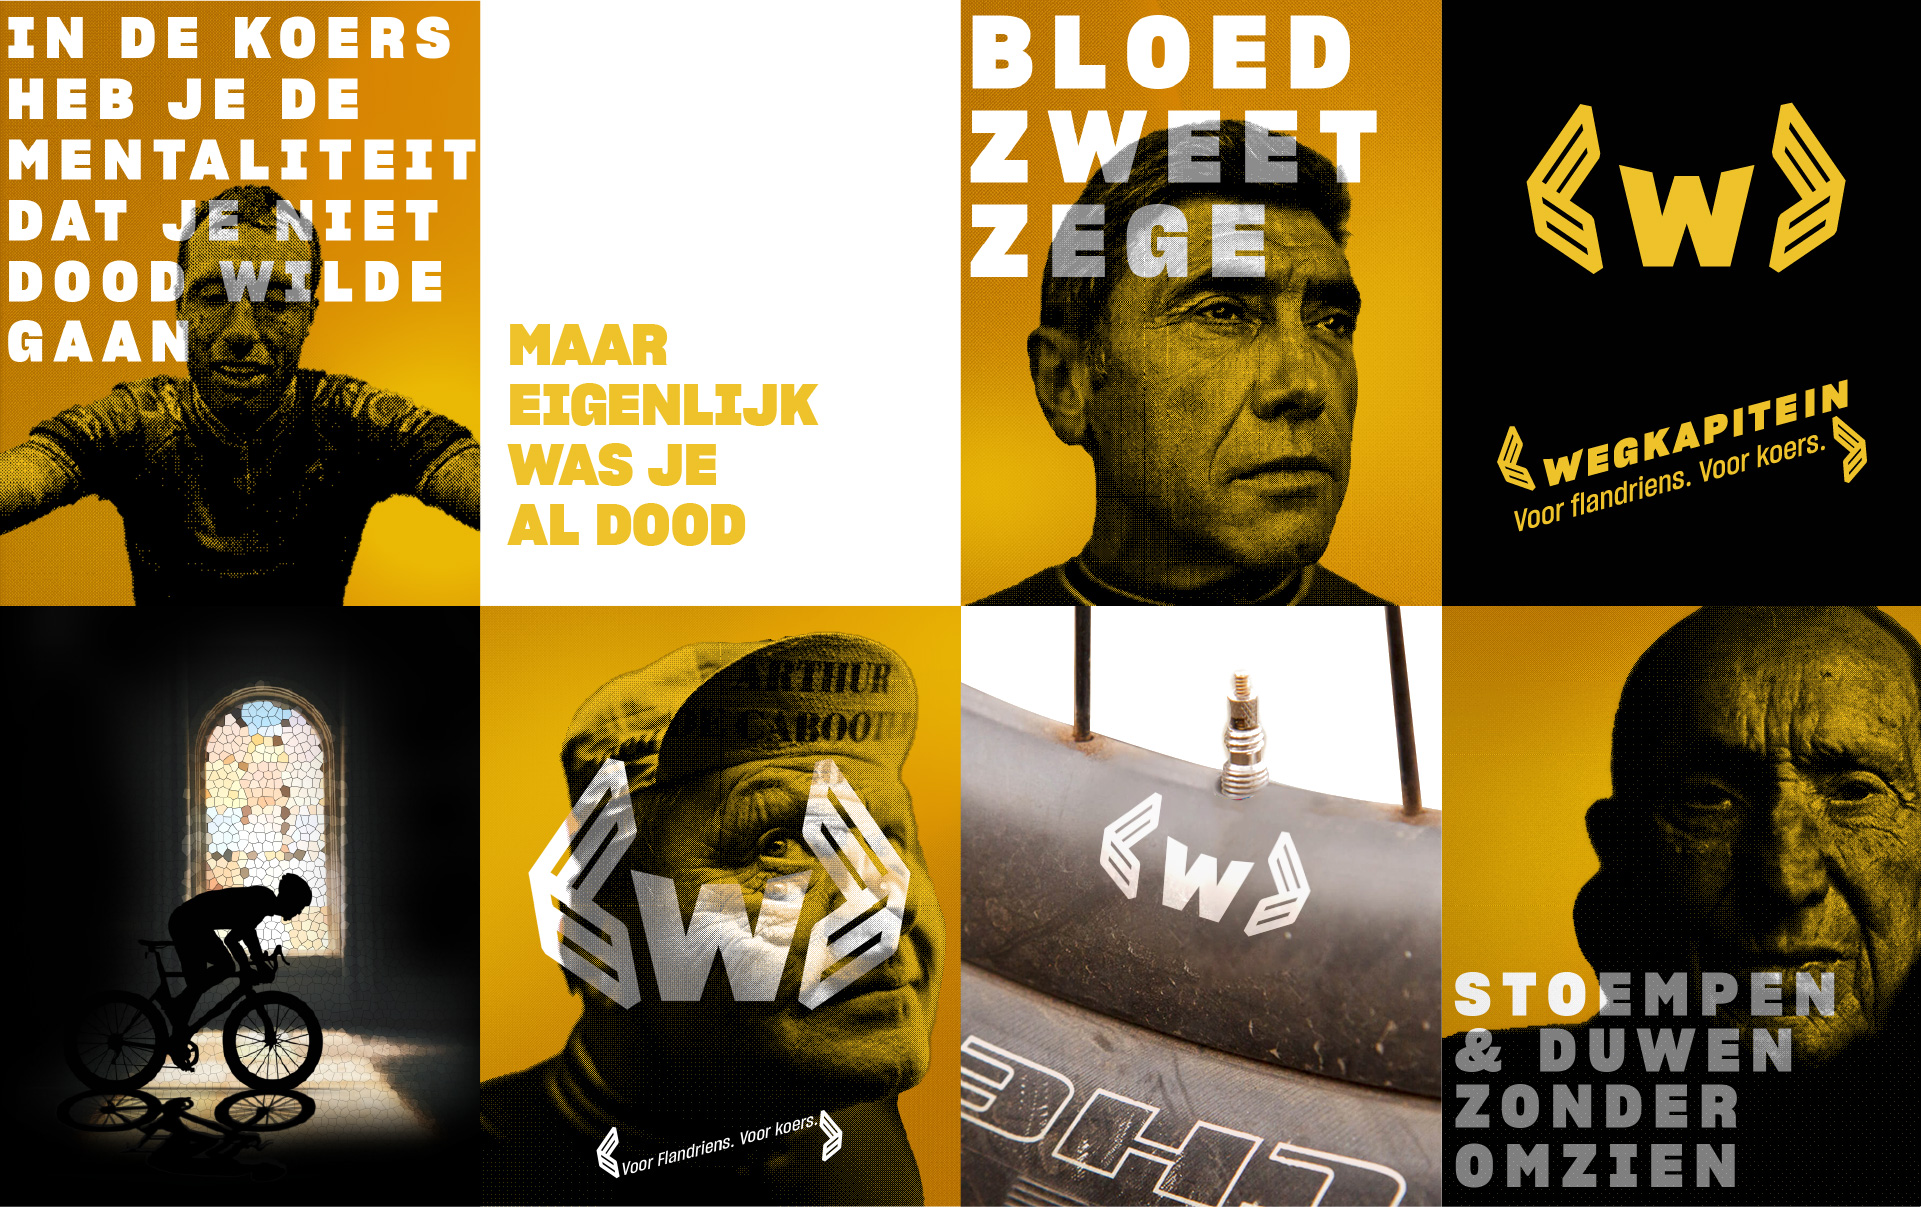 IN DE KOERS
HEB JE DE
MENTALITEIT
DAT JE NIET
DOOD WILDE
GAAN
MAAR
EIGENLIJK
WAS JE
AL DOOD
BLOED
ZWEET
ZEGE
W
WEGKAPITEIN
Voor flandriens. Voor koers.
ARTHUR
W
Voor Flandriens. Voor koers.
W
STOEMPEN
& DUWEN
ZONDER
OMZIEN